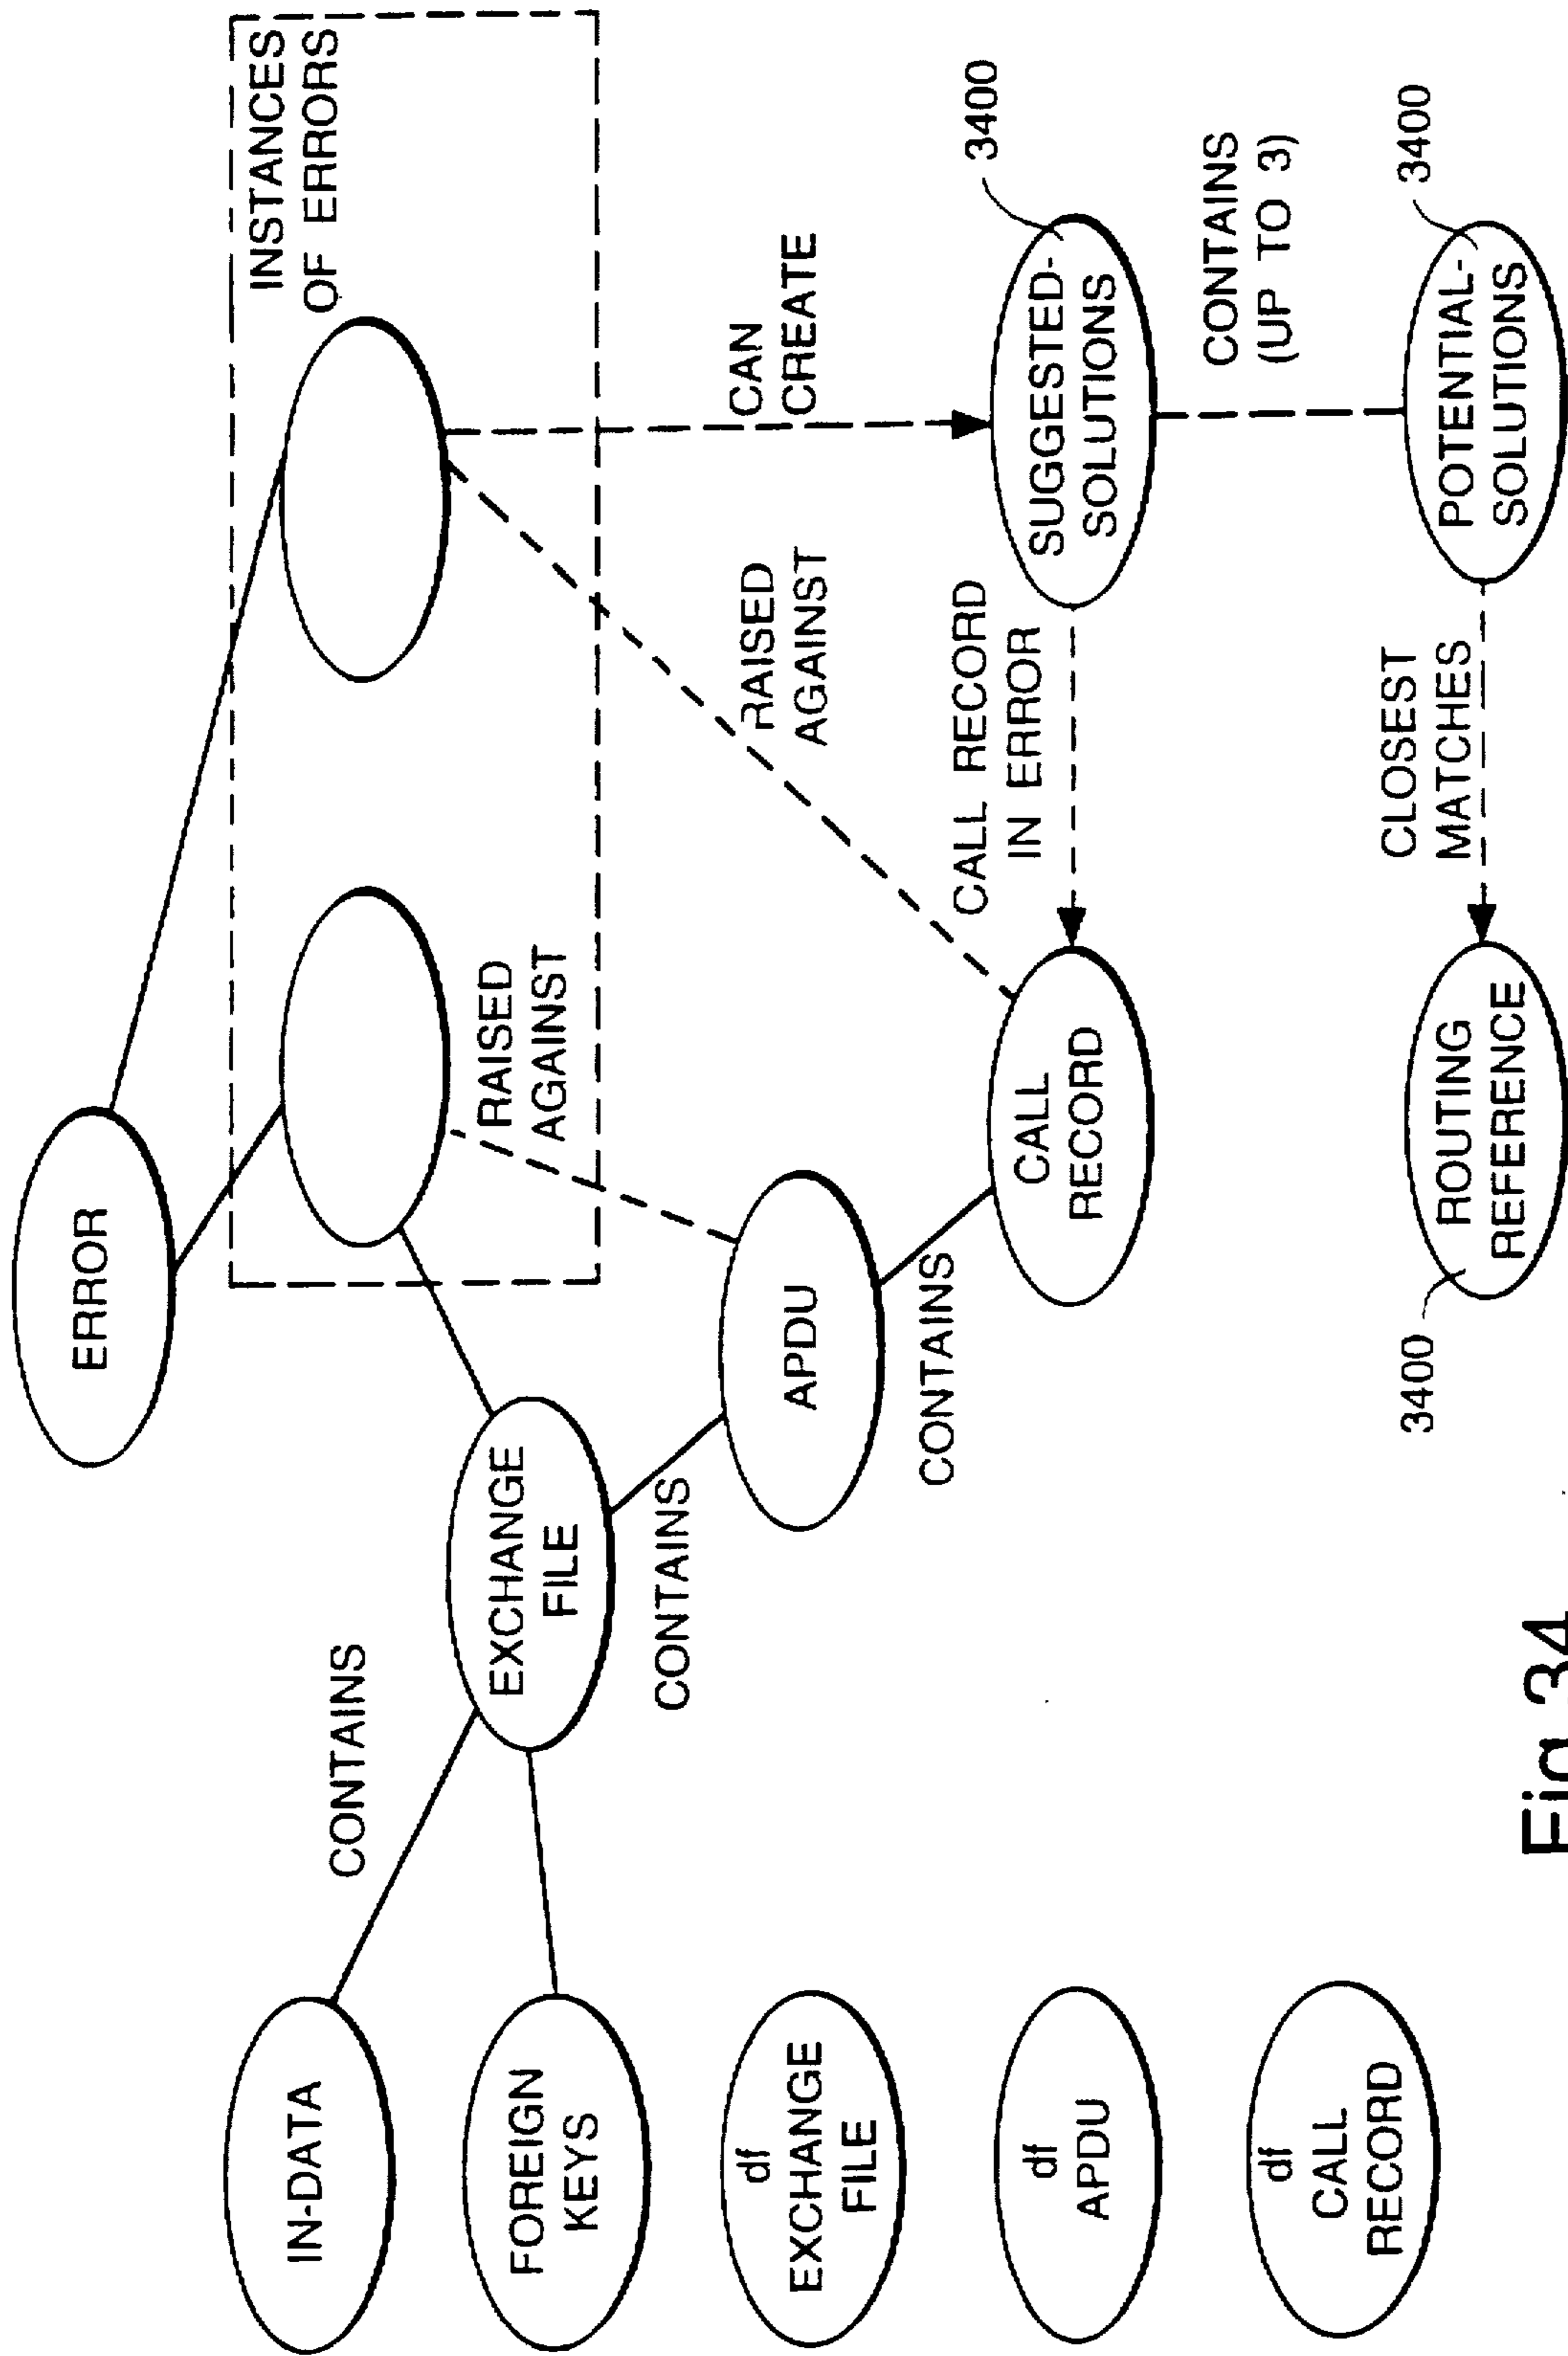 ERROR
INSTANCES
OF ERRORS
IN-DATA
CONTAINS
FOREIGN
KEYS
EXCHANGE
FILE
RAISED
AGAINST
CONTAINS
df
EXCHANGE
FILE
APDU
RAISED
AGAINST
CAN
CREATE
CONTAINS
df
APDU
CALL
RECORD
CALL RECORD
IN ERROR
SUGGESTED-
SOLUTIONS
3400
CONTAINS
(UP TO 3)
df
CALL
RECORD
3400
ROUTING
REFERENCE
CLOSEST
MATCHES
POTENTIAL-
SOLUTIONS
3400
Fig.34